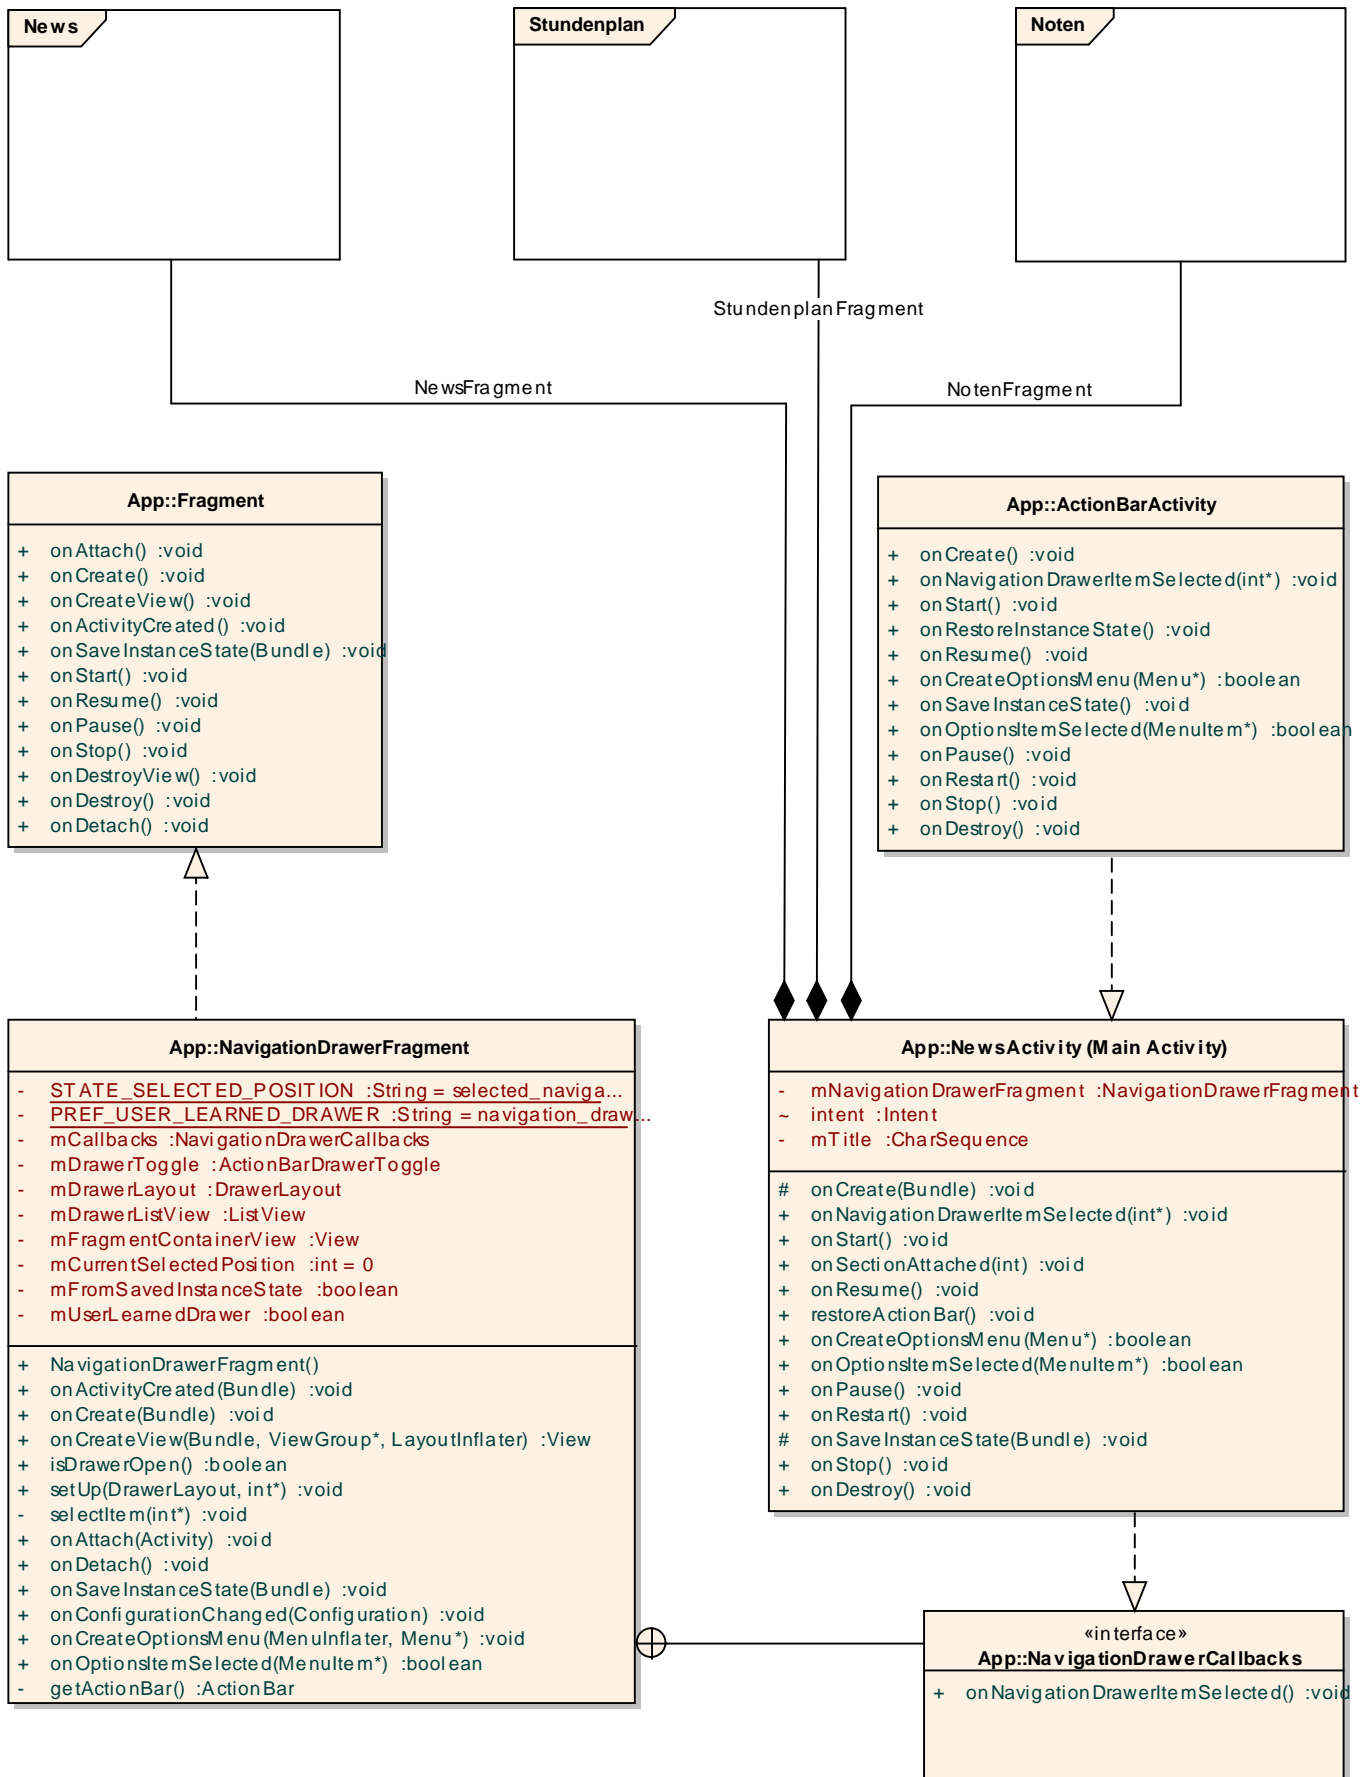 News
Stundenplan
Noten
StundenplanFragment
NewsFragment
NotenFragment
App::Fragment
+ onAttach() :void
+ onCreate() :void
+ onCreateView() :void
+ onActivityCreated() :void
+ onSaveInstanceState(Bundle) :void
+ onStart() :void
+ onResume() :void
+ onPause() :void
+ onStop() :void
+ onDestroyView() :void
+ onDestroy() :void
+ onDetach() :void
App::ActionBarActivity
+ onCreate() :void
+ onNavigationDrawerItemSelected(int*) :void
+ onStart() :void
+ onRestoreInstanceState() :void
+ onResume() :void
+ onCreateOptionsMenu(Menu*) :boolean
+ onSaveInstanceState() :void
+ onOptionsItemSelected(MenuItem*) :boolean
+ onPause() :void
+ onRestart() :void
+ onStop() :void
+ onDestroy() :void
App::NavigationDrawerFragment
- STATE_SELECTED_POSITION :String = selected_naviga...
- PREF_USER_LEARNED_DRAWER :String = navigation_draw...
- mCallbacks :NavigationDrawerCallbacks
- mDrawerToggle :ActionBarDrawerToggle
- mDrawerLayout :DrawerLayout
- mDrawerListView :ListView
- mFragmentContainerView :View
- mCurrentSelectedPosition :int = 0
- mFromSavedInstanceState :boolean
- mUserLearnedDrawer :boolean
+ NavigationDrawerFragment()
+ onActivityCreated(Bundle) :void
+ onCreate(Bundle) :void
+ onCreateView(Bundle, ViewGroup*, LayoutInflater) :View
+ isDrawerOpen() :boolean
+ setUp(DrawerLayout, int*) :void
- selectItem(int*) :void
+ onAttach(Activity) :void
+ onDetach() :void
+ onSaveInstanceState(Bundle) :void
+ onConfigurationChanged(Configuration) :void
+ onCreateOptionsMenu(MenuInflater, Menu*) :void
+ onOptionsItemSelected(MenuItem*) :boolean
- getActionBar() :ActionBar
App::NewsActivity (Main Activity)
- mNavigationDrawerFragment :NavigationDrawerFragment
~ intent :Intent
- mTitle :CharSequence
# onCreate(Bundle) :void
+ onNavigationDrawerItemSelected(int*) :void
+ onStart() :void
+ onSectionAttached(int) :void
+ onResume() :void
+ restoreActionBar() :void
+ onCreateOptionsMenu(Menu*) :boolean
+ onOptionsItemSelected(MenuItem*) :boolean
+ onPause() :void
+ onRestart() :void
# onSaveInstanceState(Bundle) :void
+ onStop() :void
+ onDestroy() :void
«interface»
App::NavigationDrawerCallbacks
+ onNavigationDrawerItemSelected() :void